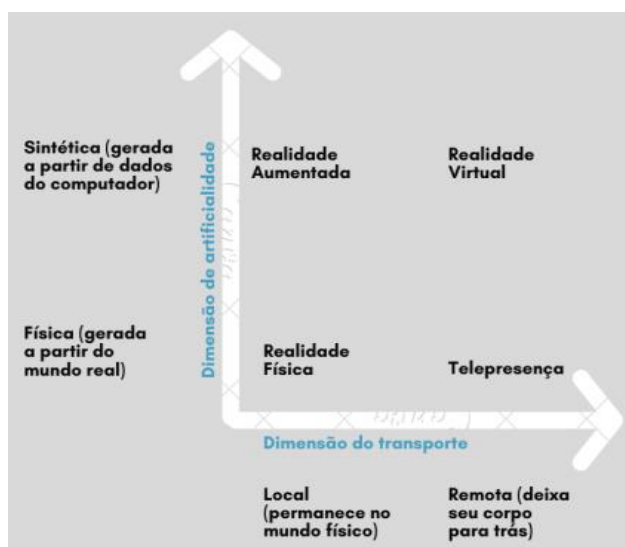 Sintética (gerada
a partir de dados
do computador)
Dimensão de artificialidade
Realidade
Aumentada
Realidade
Virtual
Física (gerada
a partir do
mundo real)
Realidade
Física
Telepresença
Dimensão do transporte
Local
(permanece no
mundo físico)
Remota (deixa
seu corpo
para trás)